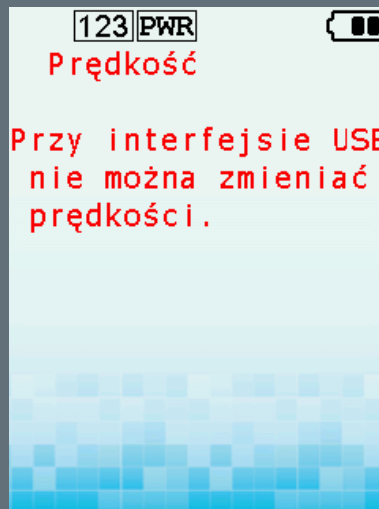 123 PWR
Prędkość
Przy interfejsie USB
nie można zmieniać
prędkości.